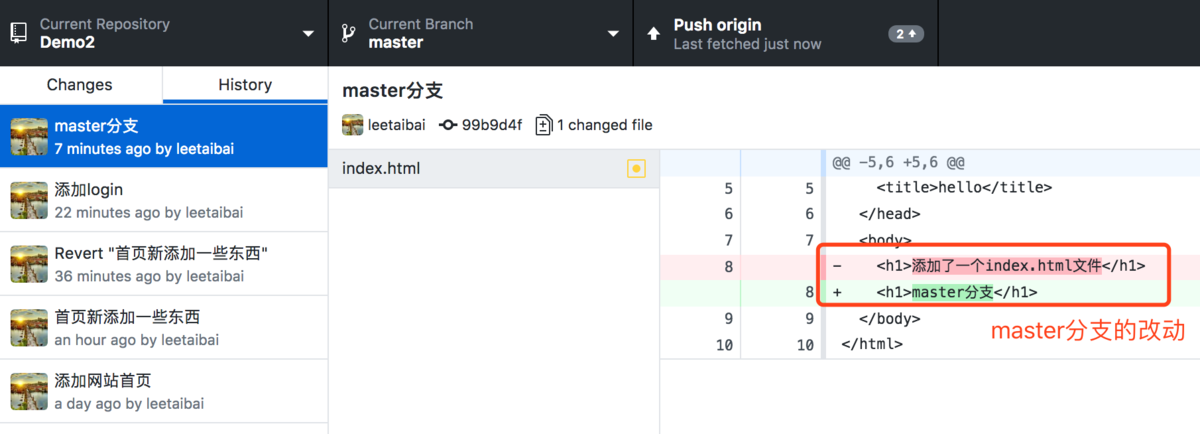 Current Repository
Demo2
Current Branch
master
Push origin
Last fetched just now
2
Changes
History
master分支
7 minutes ago by leetaibai
添加login
22 minutes ago by leetaibai
Revert "首页新添加一些东西"
36 minutes ago by leetaibai
首页新添加一些东西
an hour ago by leetaibai
添加网站首页
a day ago by leetaibai
master分支
leetaibai 99b9d4f 1 changed file
index.html
@@ -5,6 +5,6 @@
5 5 <title>hello</title>
6 6 </head>
7 7 <body>
8 - <h1>添加了一个index.html文件</h1>
8 + <h1>master分支</h1>
9 9 </body>
10 10 </html>
master分支的改动